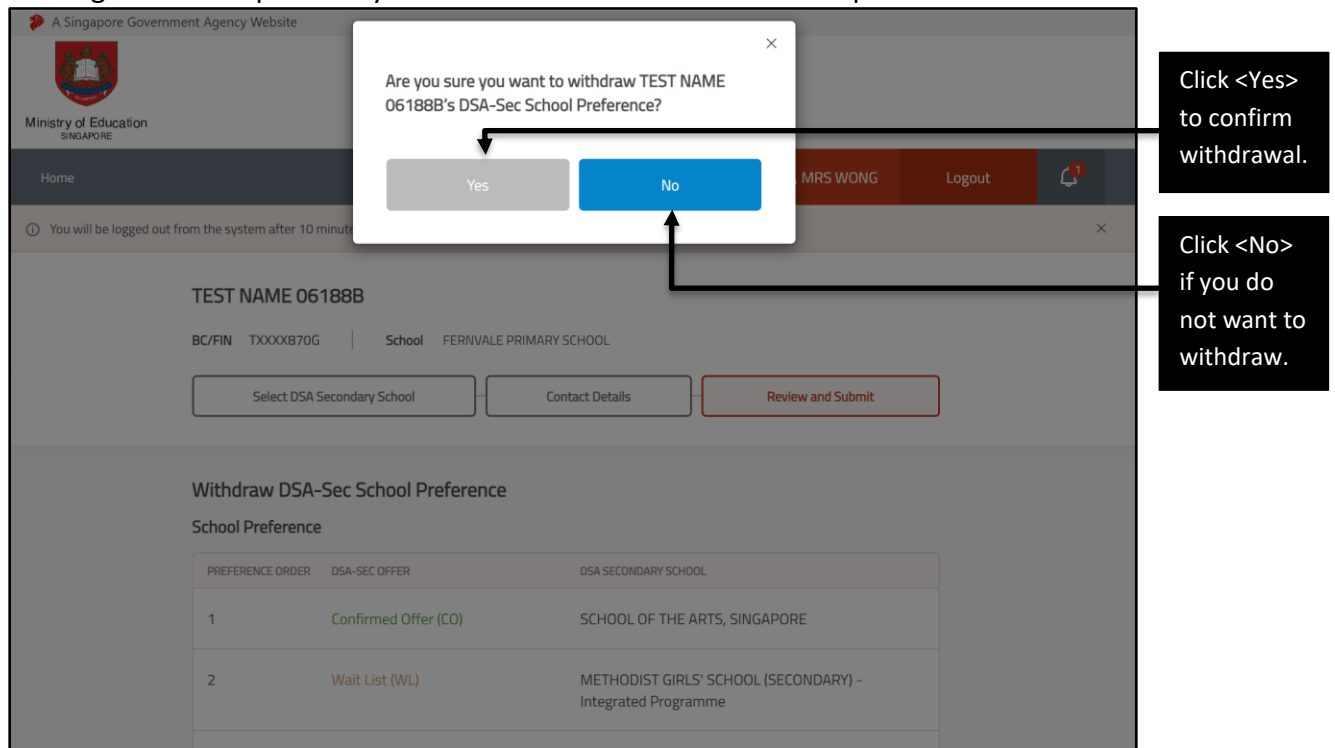 A Singapore Government Agency Website
×
Are you sure you want to withdraw TEST NAME
06188B's DSA-Sec School Preference?
Yes
No
Click <Yes>
to confirm
withdrawal.
Ministry of Education
SINGAPORE
Home
MRS WONG
Logout
1
You will be logged out from the system after 10
×
Click <No>
if you do
not want to
withdraw.
TEST NAME 06188B
BC/FIN TXXXX870G | School FERNVALE PRIMARY SCHOOL
Select DSA Secondary School
Contact Details
Review and Submit
Withdraw DSA-Sec School Preference
School Preference
PREFERENCE ORDER DSA-SEC OFFER DSA SECONDARY SCHOOL
1 Confirmed Offer (CO) SCHOOL OF THE ARTS, SINGAPORE
2 Wait List (WL) METHODIST GIRLS' SCHOOL (SECONDARY) -
Integrated Programme